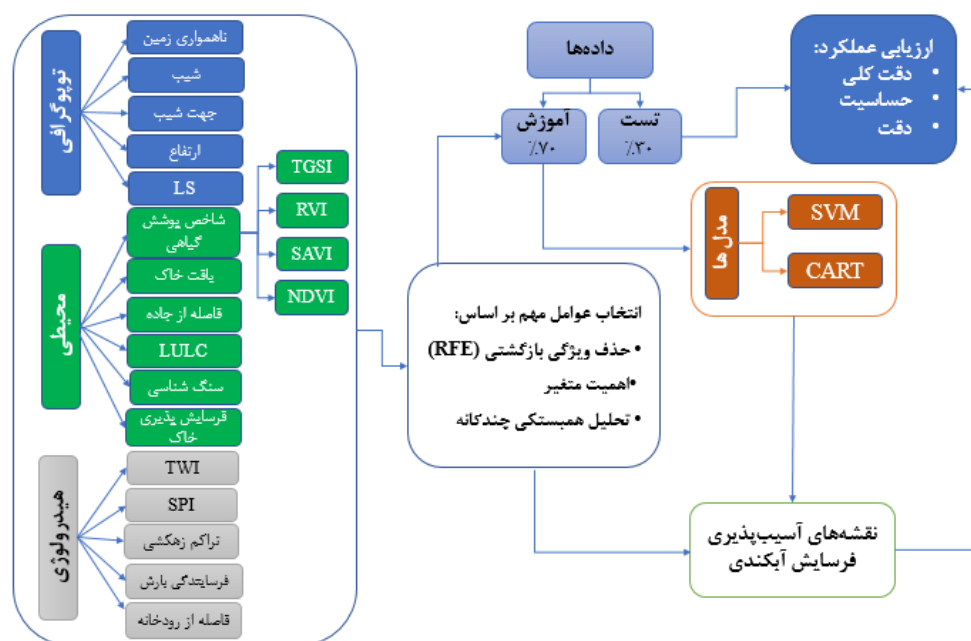 توپوگرافی
ناهمواری زمین
شیب
جهت شیب
ارتفاع
LS
محیطی
شاخص پوشش
گیاهی
یافت خاک
فاصله از جاده
LULC
سنگ شناسی
فرسایش پذیری
خاک
TGSI
RVI
SAVI
NDVI
هیدرولوژی
TWI
SPI
تراکم زهکشی
فرسایندگی بارش
فاصله از رودخانه
انتخاب عوامل مهم بر اساس:
• حذف ویژگی بازگشتی (RFE)
•اهمیت متغیر
• تحلیل همبستگی چندگانه
داده‌ها
آموزش
٪۷۰
تست
٪۳۰
ارزیابی عملکرد:
• دقت کلی
• حساسیت
• دقت
مدل ها
SVM
CART
نقشه‌های آسیب‌پذیری
فرسایش آبکندی